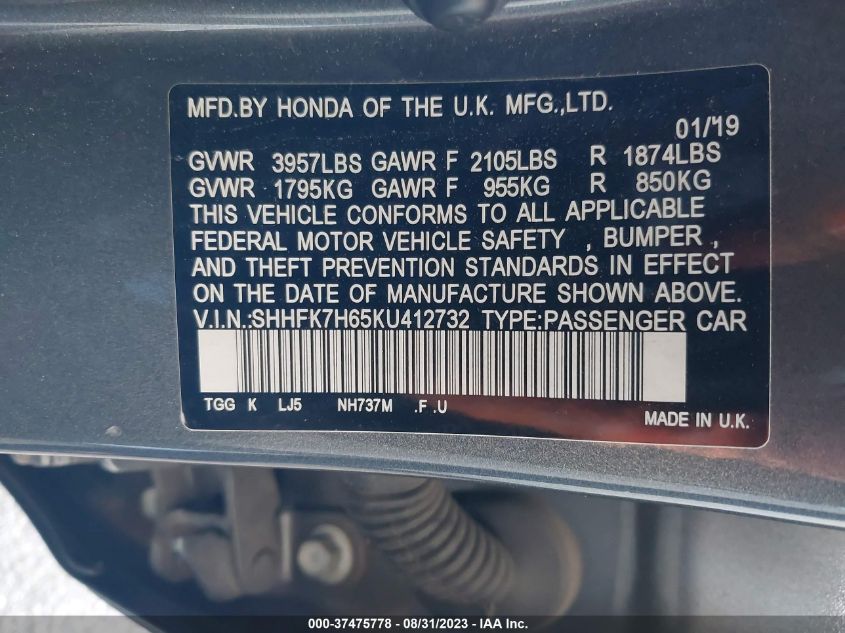 MFD.BY HONDA OF THE U.K. MFG.,LTD.
01/'19
GVWR 3957LBS GAWR F 2105LBS R 1874LBS
GVWR 1795KG GAWR F 955KG R 850KG
THIS VEHICLE CONFORMS TO ALL APPLICABLE
FEDERAL MOTOR VEHICLE SAFETY , BUMPER ,
AND THEFT PREVENTION STANDARDS IN EFFECT
ON THE DATE OF MANUFACTURE SHOWN ABOVE.
V.I.N.:SHHFK7H65KU412732 TYPE:PASSENGER CAR
TGG K LJ5 NH737M .F .U
MADE IN U.K.
000-37475778 - 08/31/2023 - IAA Inc.